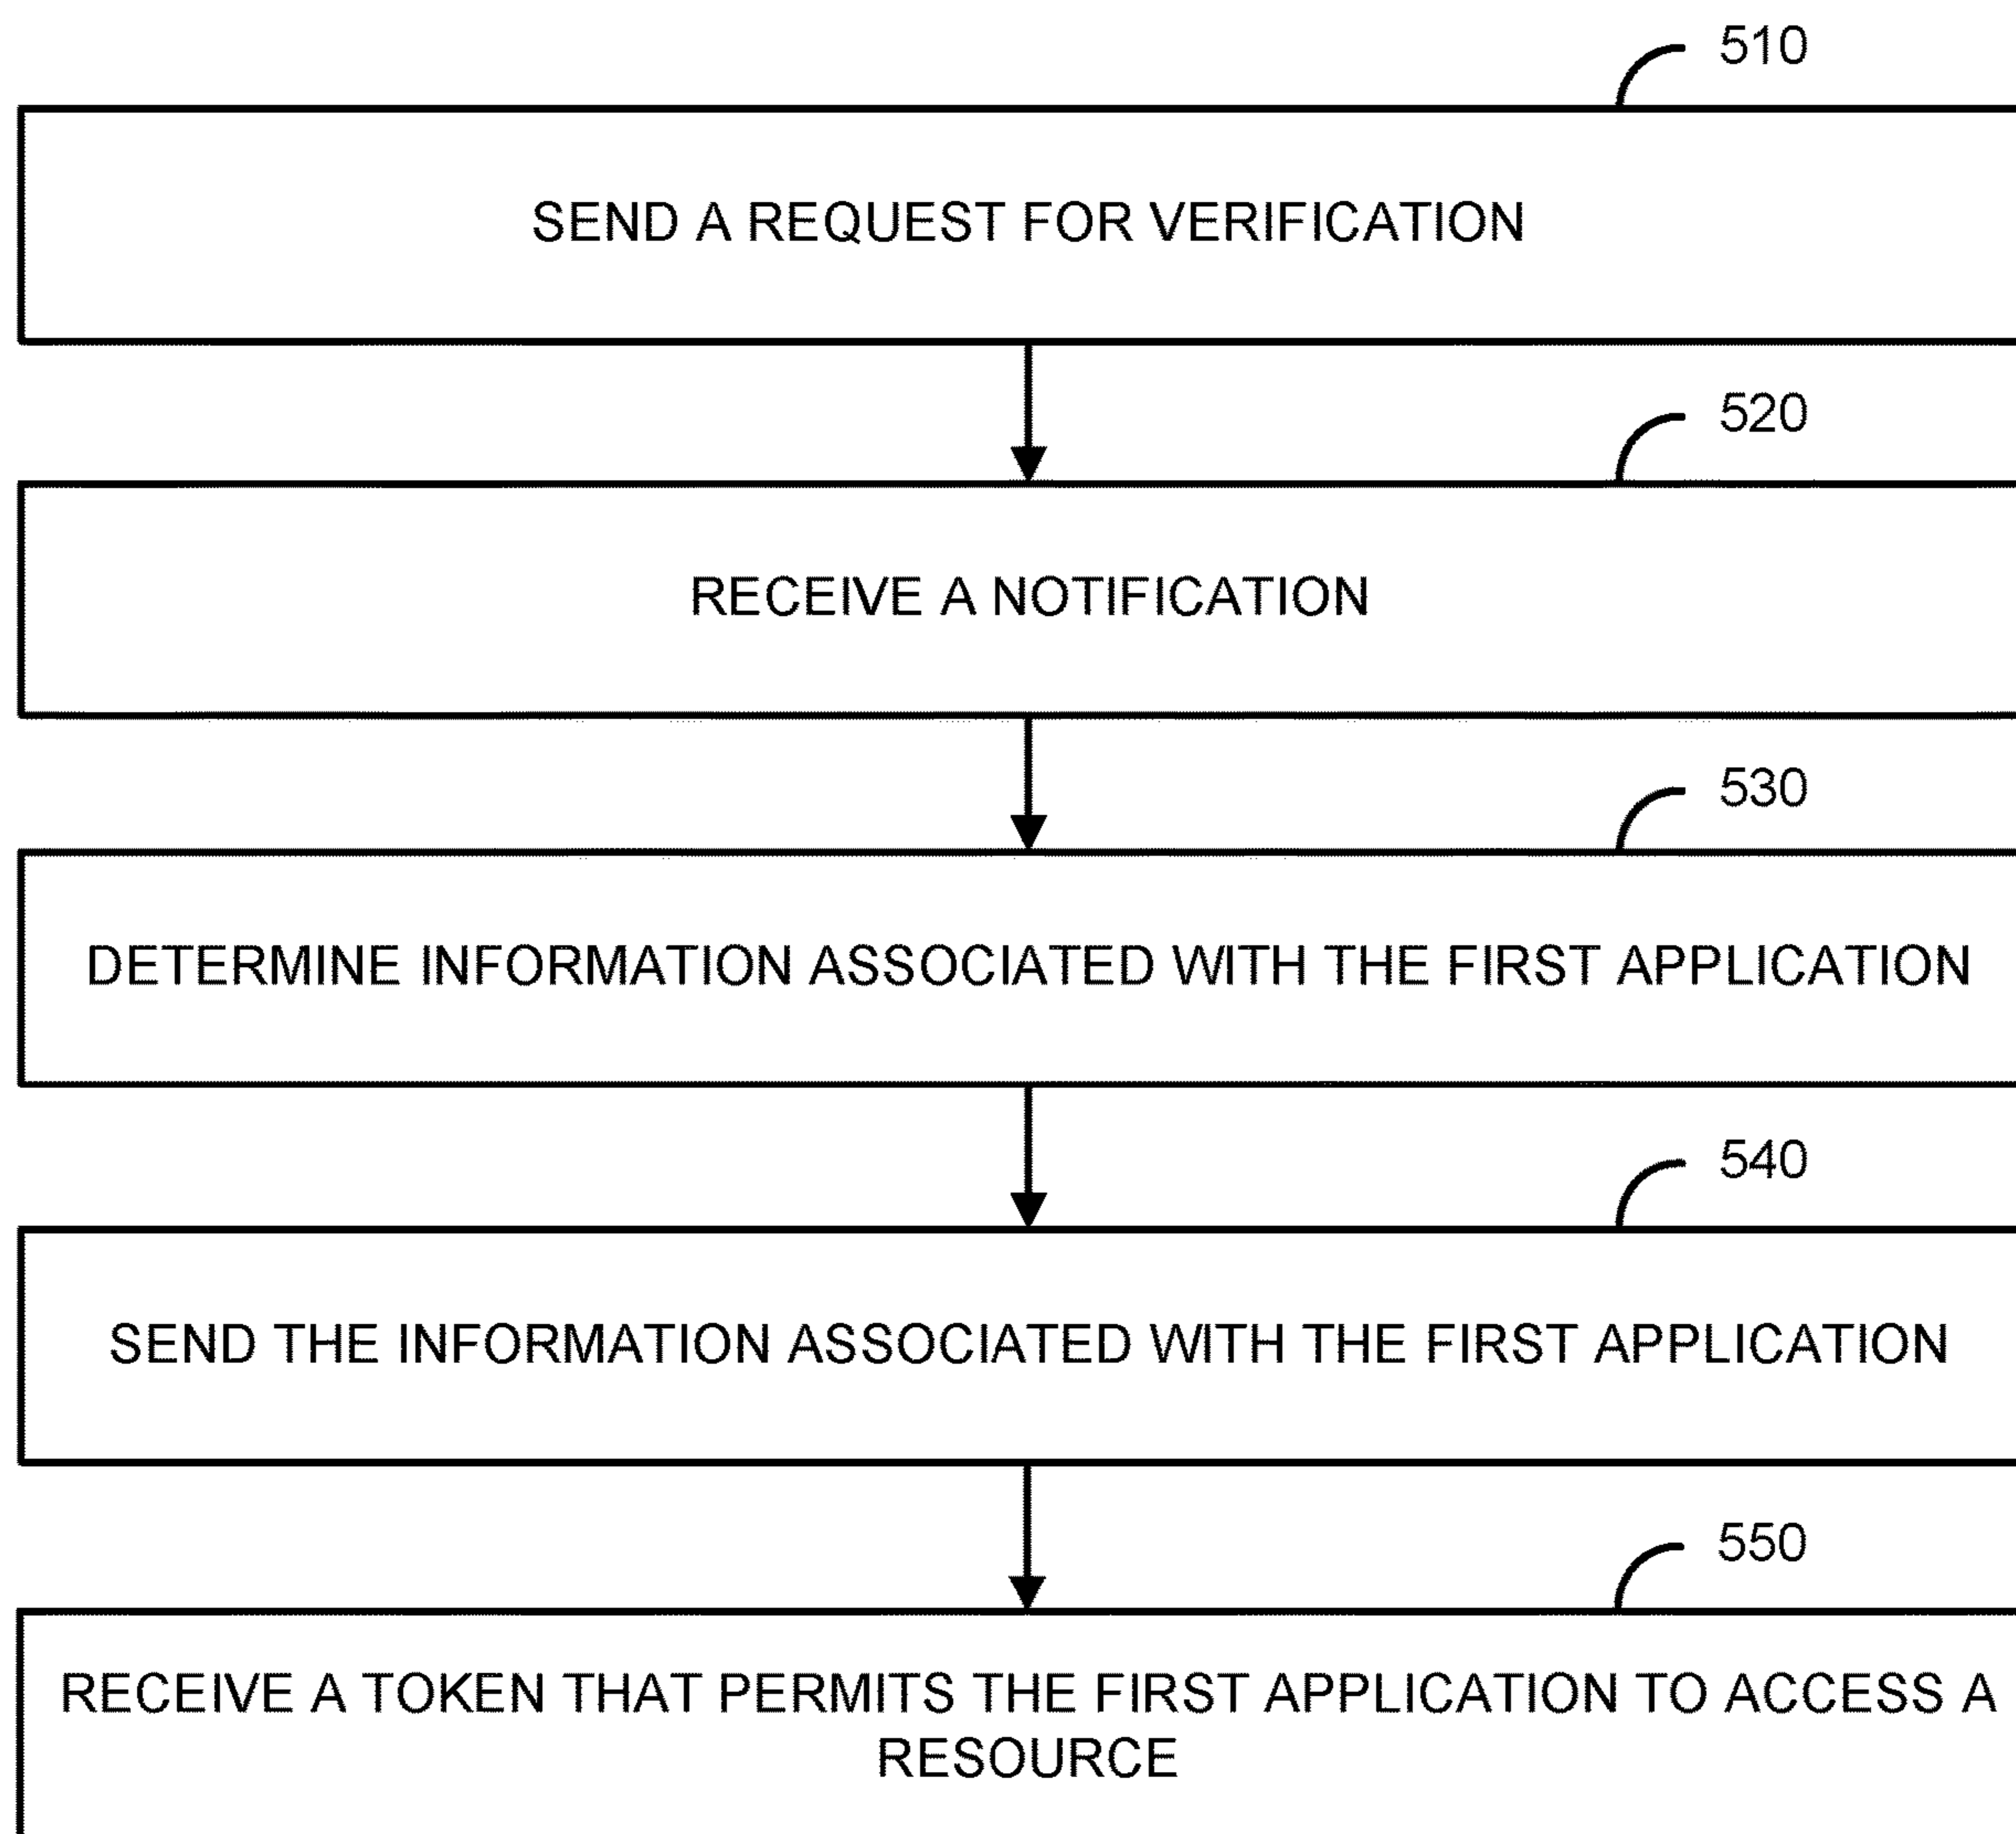 510
SEND A REQUEST FOR VERIFICATION
520
RECEIVE A NOTIFICATION
530
DETERMINE INFORMATION ASSOCIATED WITH THE FIRST APPLICATION
540
SEND THE INFORMATION ASSOCIATED WITH THE FIRST APPLICATION
550
RECEIVE A TOKEN THAT PERMITS THE FIRST APPLICATION TO ACCESS A
RESOURCE